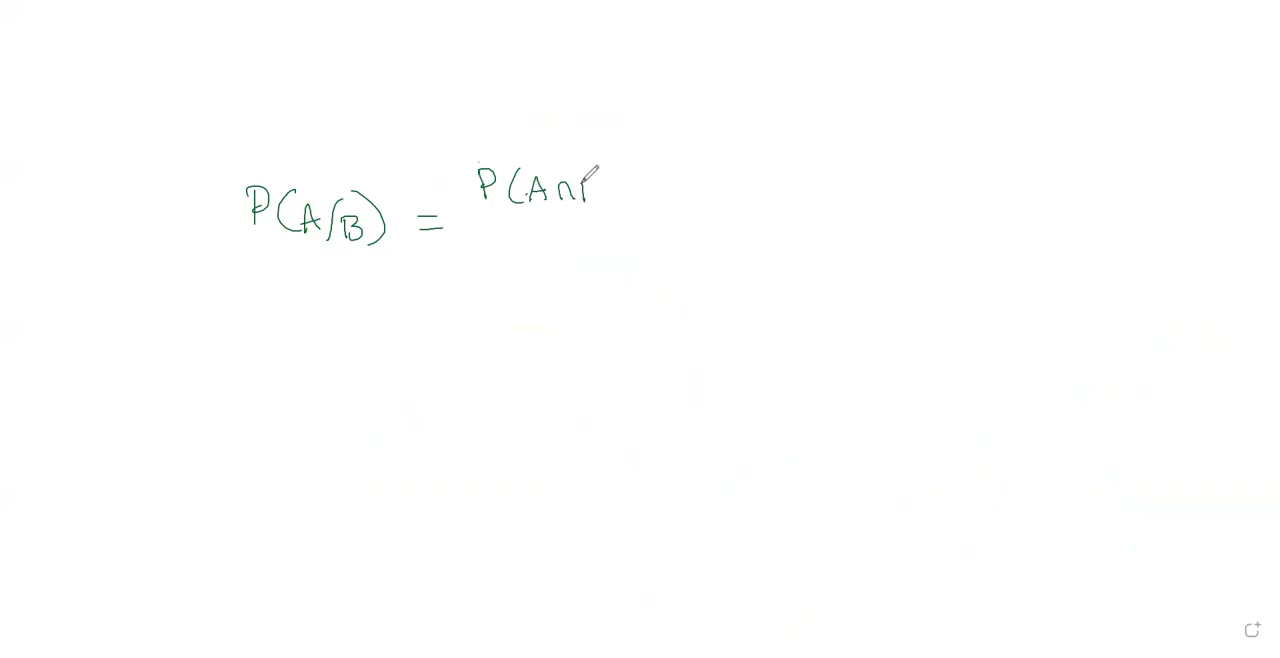 P(A/B) = P(A∩